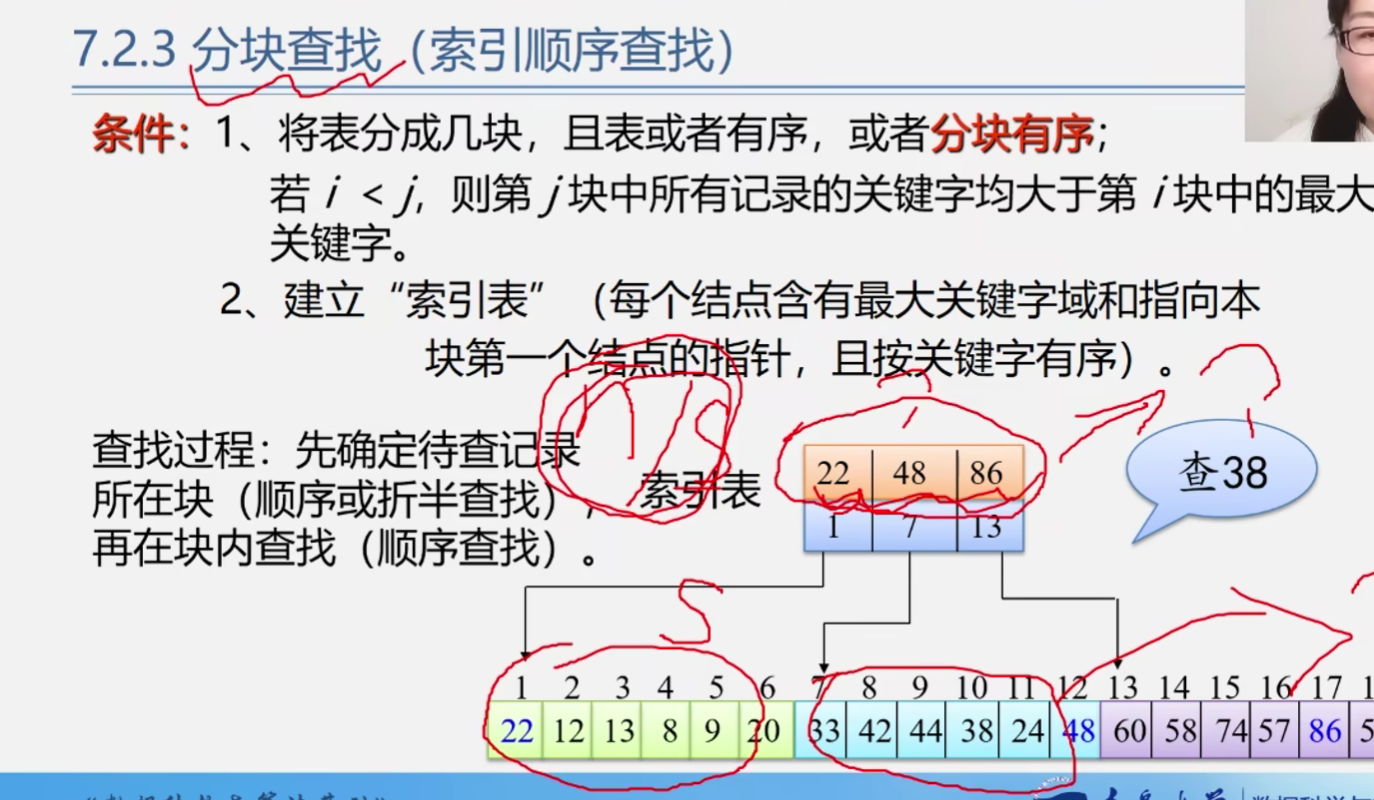 7.2.3 分块查找（索引顺序查找）
条件：1、将表分成几块，且表或者有序，或者分块有序；
若 i < j，则第 j 块中所有记录的关键字均大于第 i 块中的最大
关键字。
2、建立“索引表”（每个结点含有最大关键字域和指向本
块第一个结点的指针，且按关键字有序）。
查找过程：先确定待查记录
所在块（顺序或折半查找），
再在块内查找（顺序查找）。
索引表
22 48 86
1 7 13
查38
1 2 3 4 5 6 7 8 9 10 11 12 13 14 15 16 17 1
22 12 13 8 9 20 33 42 44 38 24 48 60 58 74 57 86 5